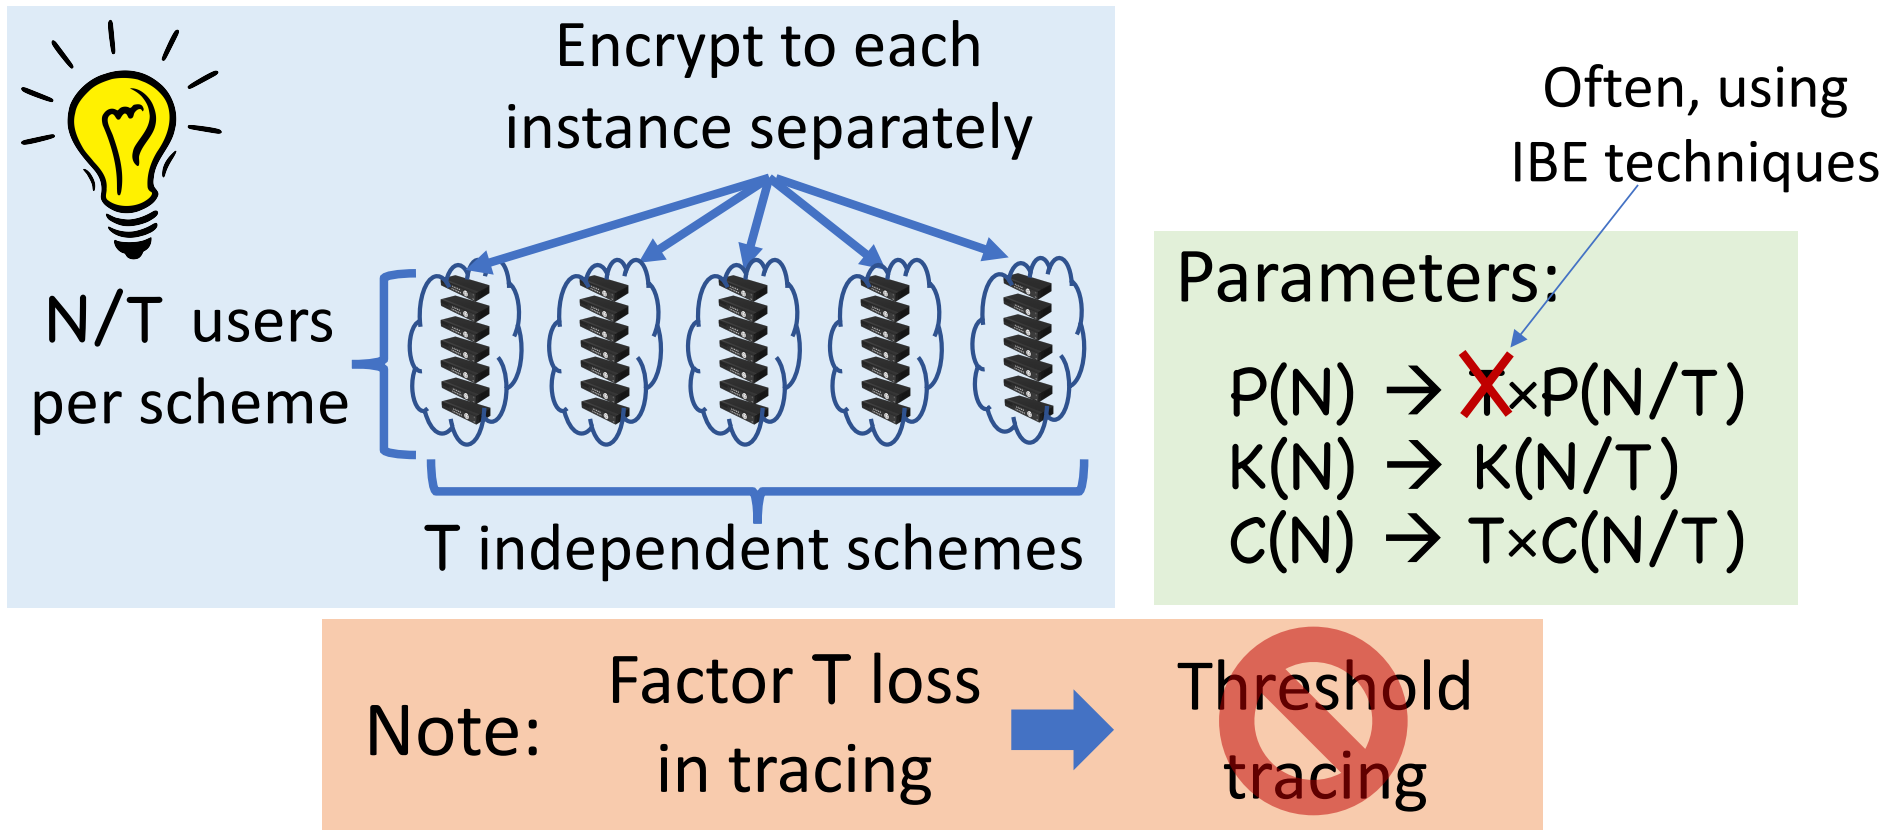 Encrypt to each
instance separately
N/T users
per scheme
T independent schemes
Often, using
IBE techniques
Parameters:
P(N) → T×P(N/T)
K(N) → K(N/T)
C(N) → T×C(N/T)
Note:
Factor T loss
in tracing
Threshold
tracing